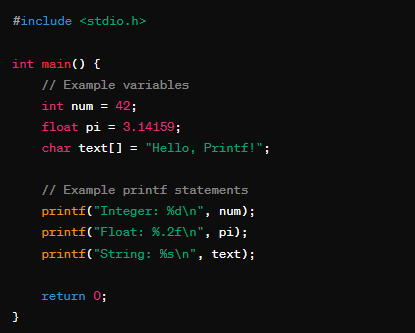 #include <stdio.h>
int main() {
// Example variables
int num = 42;
float pi = 3.14159;
char text[] = "Hello, Printf!";
// Example printf statements
printf("Integer: %d\n", num);
printf("Float: %.2f\n", pi);
printf("String: %s\n", text);
return 0;
}